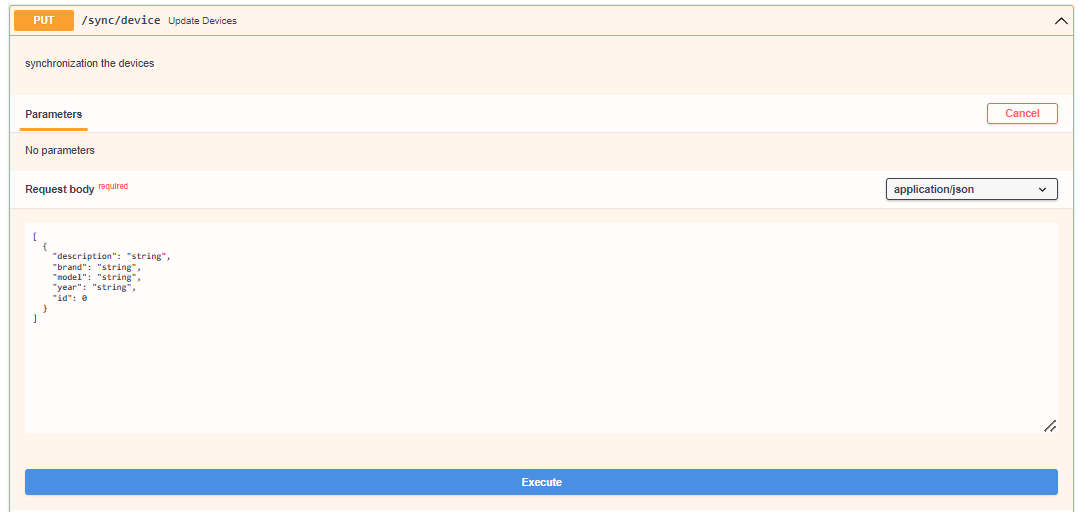 PUT /sync/device Update Devices
synchronization the devices
Parameters Cancel
No parameters
Request body required application/json
[
  {
    "description": "string",
    "brand": "string",
    "model": "string",
    "year": "string",
    "id": 0
  }
]
Execute